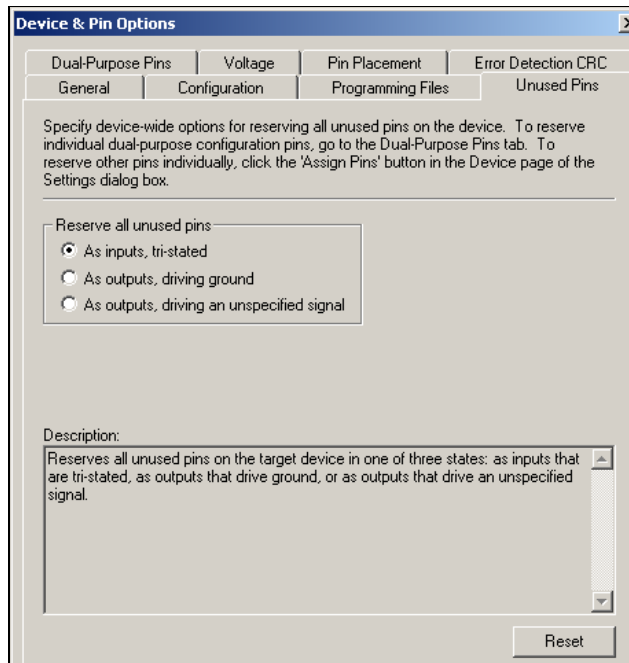 Device & Pin Options
Dual-Purpose Pins
Voltage
Pin Placement
Error Detection CRC
General
Configuration
Programming Files
Unused Pins
Specify device-wide options for reserving all unused pins on the device. To reserve
individual dual-purpose configuration pins, go to the Dual-Purpose Pins tab. To
reserve other pins individually, click the 'Assign Pins' button in the Device page of the
Settings dialog box.
Reserve all unused pins
As inputs, tri-stated
As outputs, driving ground
As outputs, driving an unspecified signal
Description:
Reserves all unused pins on the target device in one of three states: as inputs that
are tri-stated, as outputs that drive ground, or as outputs that drive an unspecified
signal.
Reset